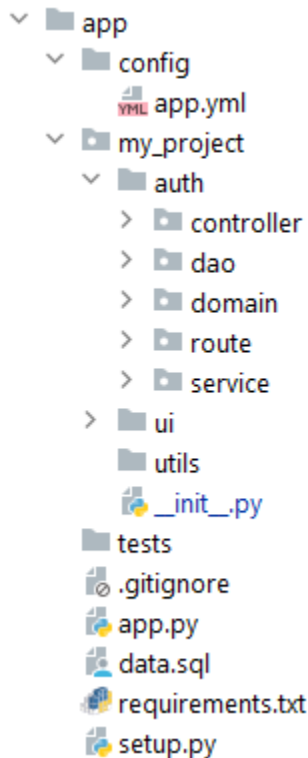 app
config
YML app.yml
my_project
auth
controller
dao
domain
route
service
ui
utils
__init__.py
tests
.gitignore
app.py
data.sql
requirements.txt
setup.py